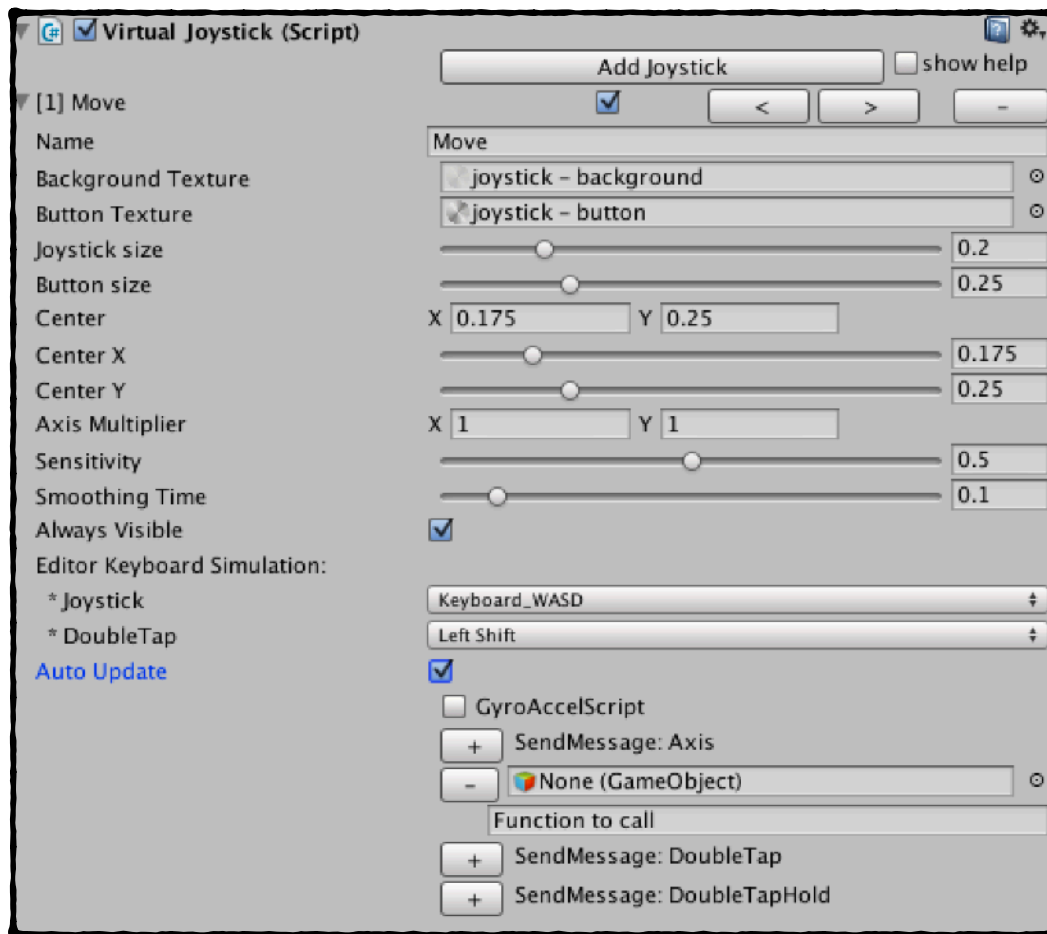 C# Virtual Joystick (Script)
Add Joystick show help
[1] Move < > -
Name Move
Background Texture joystick - background
Button Texture joystick - button
Joystick size 0.2
Button size 0.25
Center X 0.175 Y 0.25
Center X 0.175
Center Y 0.25
Axis Multiplier X 1 Y 1
Sensitivity 0.5
Smoothing Time 0.1
Always Visible
Editor Keyboard Simulation:
* Joystick Keyboard_WASD
* DoubleTap Left Shift
Auto Update
GyroAccelScript
+ SendMessage: Axis
- None (GameObject)
Function to call
+ SendMessage: DoubleTap
+ SendMessage: DoubleTapHold